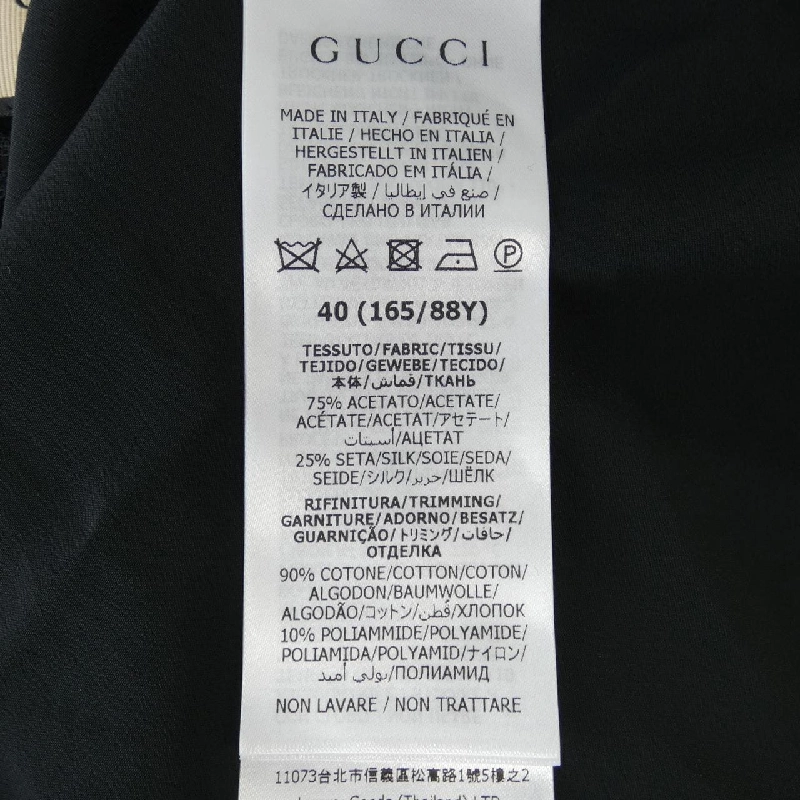 GUCCI
MADE IN ITALY / FABRIQUÉ EN
ITALIE / HECHO EN ITALIA /
HERGESTELLT IN ITALIEN /
FABRICADO EM ITÁLIA /
イタリア製 / صنع في إيطاليا /
СДЕЛАНО В ИТАЛИИ
P
40 (165/88Y)
TESSUTO/FABRIC/TISSU/
TEJIDO/GEWEBE/TECIDO/
本体/قماش/ТКАНЬ
75% ACETATO/ACETATE/
ACÉTATE/ACETAT/アセテート/
أسيتات/АЦЕТАТ
25% SETA/SILK/SOIE/SEDA/
SEIDE/シルク/حرير/ШЁЛК
RIFINITURA/TRIMMING/
GARNITURE/ADORNO/BESATZ/
GUARNIÇÃO/トリミング/حافات/
ОТДЕЛКА
90% COTONE/COTTON/COTON/
ALGODON/BAUMWOLLE/
ALGODÃO/コットン/قطن/ХЛОПОК
10% POLIAMMIDE/POLYAMIDE/
POLIAMIDA/POLYAMID/ナイロン/
بولي أميد/ПОЛИАМИД
NON LAVARE / NON TRATTARE
11073台北市信義區松高路1號5樓之2
Goods (Thailand) LTD